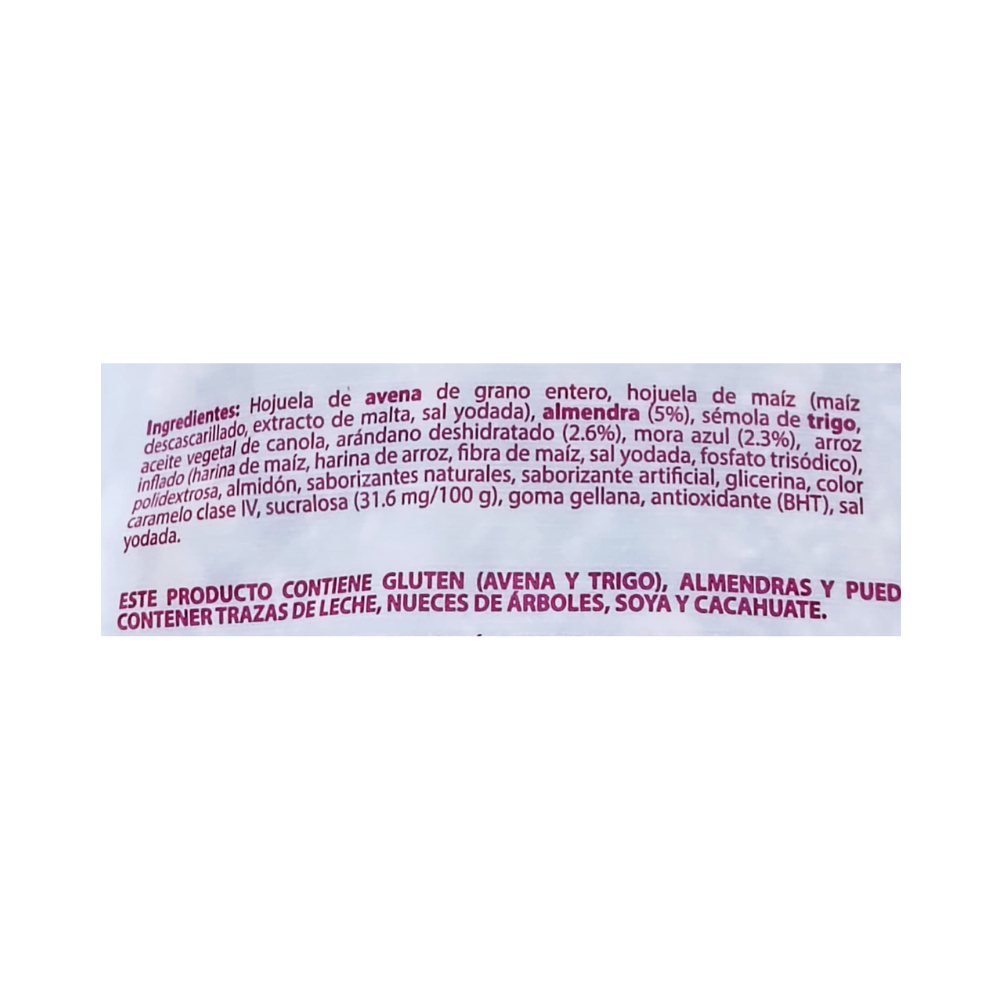 Ingredientes: Hojuela de avena de grano entero, hojuela de maíz (maíz
descascarillado, extracto de malta, sal yodada), almendra (5%), sémola de trigo,
aceite vegetal de canola, arándano deshidratado (2.6%), mora azul (2.3%), arroz
inflado (harina de maíz, harina de arroz, fibra de maíz, sal yodada, fosfato trisódico),
polidextrosa, almidón, saborizantes naturales, saborizante artificial, glicerina, color
caramelo clase IV, sucralosa (31.6 mg/100 g), goma gellana, antioxidante (BHT), sal
yodada.
ESTE PRODUCTO CONTIENE GLUTEN (AVENA Y TRIGO), ALMENDRAS Y PUED
CONTENER TRAZAS DE LECHE, NUECES DE ÁRBOLES, SOYA Y CACAHUATE.